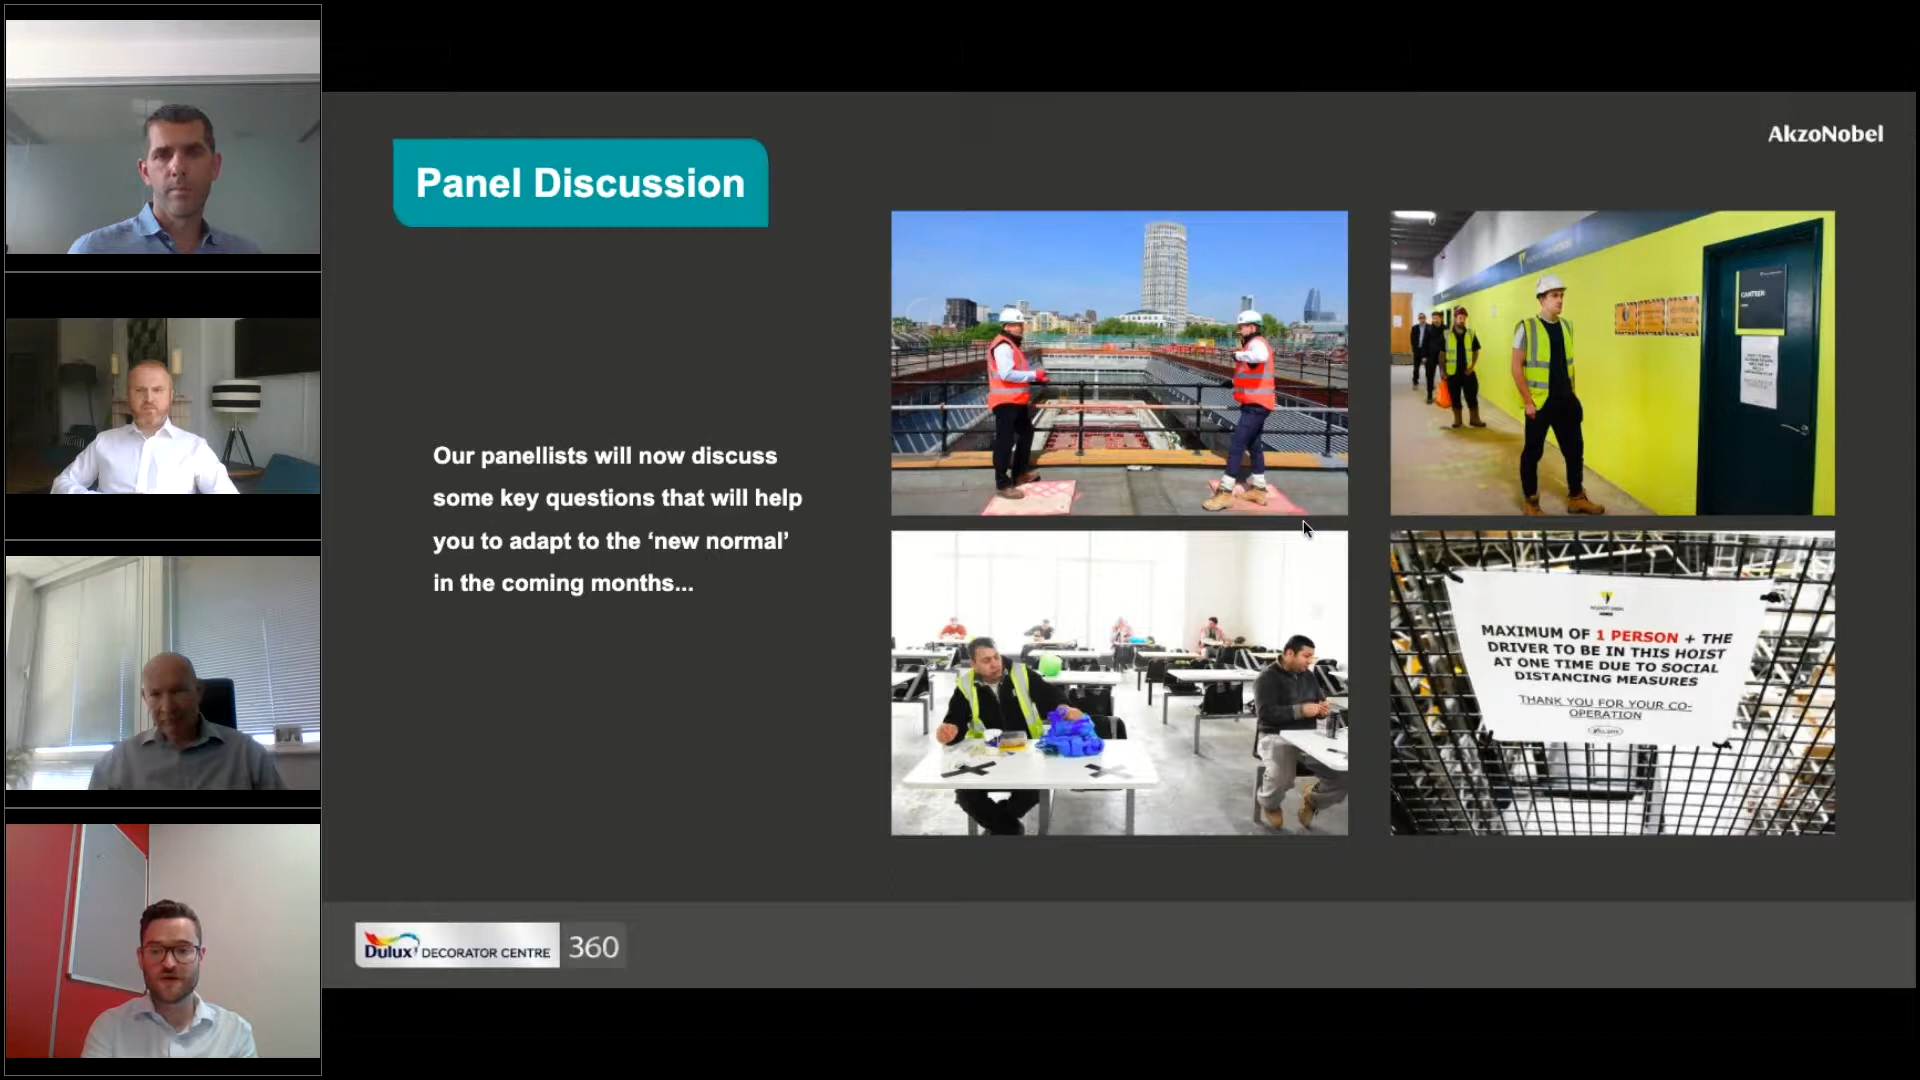 AkzoNobel
Panel Discussion
Our panellists will now discuss
some key questions that will help
you to adapt to the ‘new normal’
in the coming months...
CANTEEN
MAXIMUM OF 1 PERSON + THE
DRIVER TO BE IN THIS HOIST
AT ONE TIME DUE TO SOCIAL
DISTANCING MEASURES
THANK YOU FOR YOUR CO-
OPERATION
Dulux DECORATOR CENTRE 360